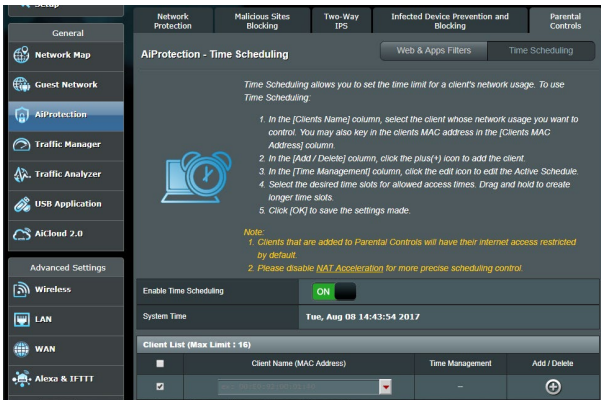 Setup
General
Network Map
Guest Network
AiProtection
Traffic Manager
Traffic Analyzer
USB Application
AiCloud 2.0
Advanced Settings
Wireless
LAN
WAN
Alexa & IFTTT
Network Protection
Malicious Sites Blocking
Two-Way IPS
Infected Device Prevention and Blocking
Parental Controls
AiProtection - Time Scheduling
Web & Apps Filters
Time Scheduling
Time Scheduling allows you to set the time limit for a client's network usage. To use
Time Scheduling:
1. In the [Clients Name] column, select the client whose network usage you want to
control. You may also key in the clients MAC address in the [Clients MAC
Address] column.
2. In the [Add / Delete] column, click the plus(+) icon to add the client.
3. In the [Time Management] column, click the edit icon to edit the Active Schedule.
4. Select the desired time slots for allowed access times. Drag and hold to create
longer time slots.
5. Click [OK] to save the settings made.
Note:
1. Clients that are added to Parental Controls will have their internet access restricted
by default.
2. Please disable NAT Acceleration for more precise scheduling control.
Enable Time Scheduling
ON
System Time
Tue, Aug 08 14:43:54 2017
Client List (Max Limit : 16)
Client Name (MAC Address)
Time Management
Add / Delete
–